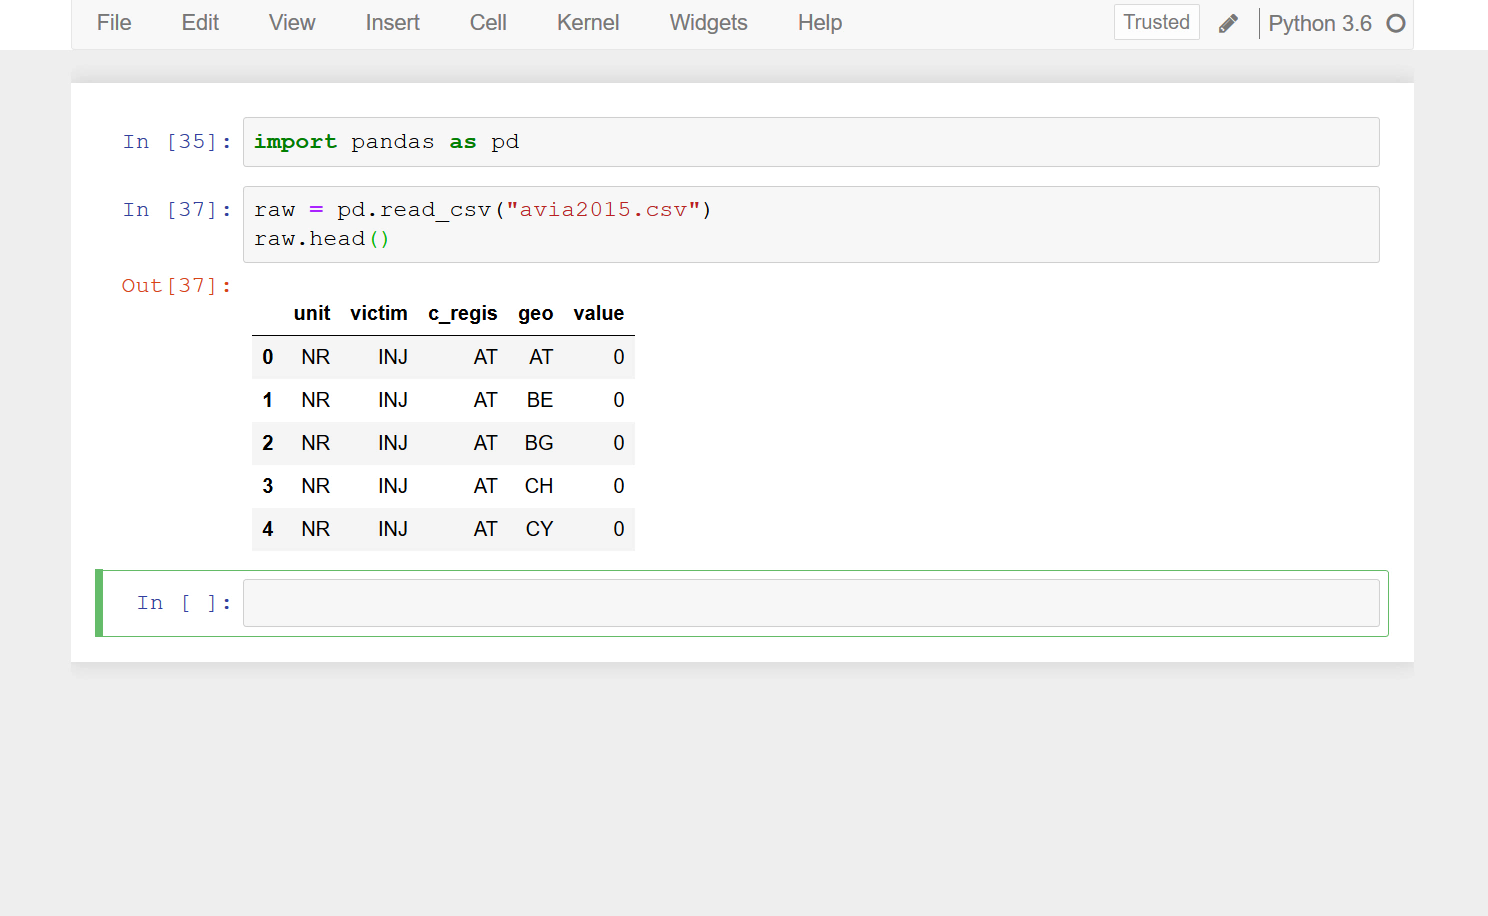 File Edit View Insert Cell Kernel Widgets Help Trusted Python 3.6
In [35]: import pandas as pd
In [37]: raw = pd.read_csv("avia2015.csv")
raw.head()
Out[37]:
unit victim c_regis geo value
0 NR INJ AT AT 0
1 NR INJ AT BE 0
2 NR INJ AT BG 0
3 NR INJ AT CH 0
4 NR INJ AT CY 0
In [ ]: